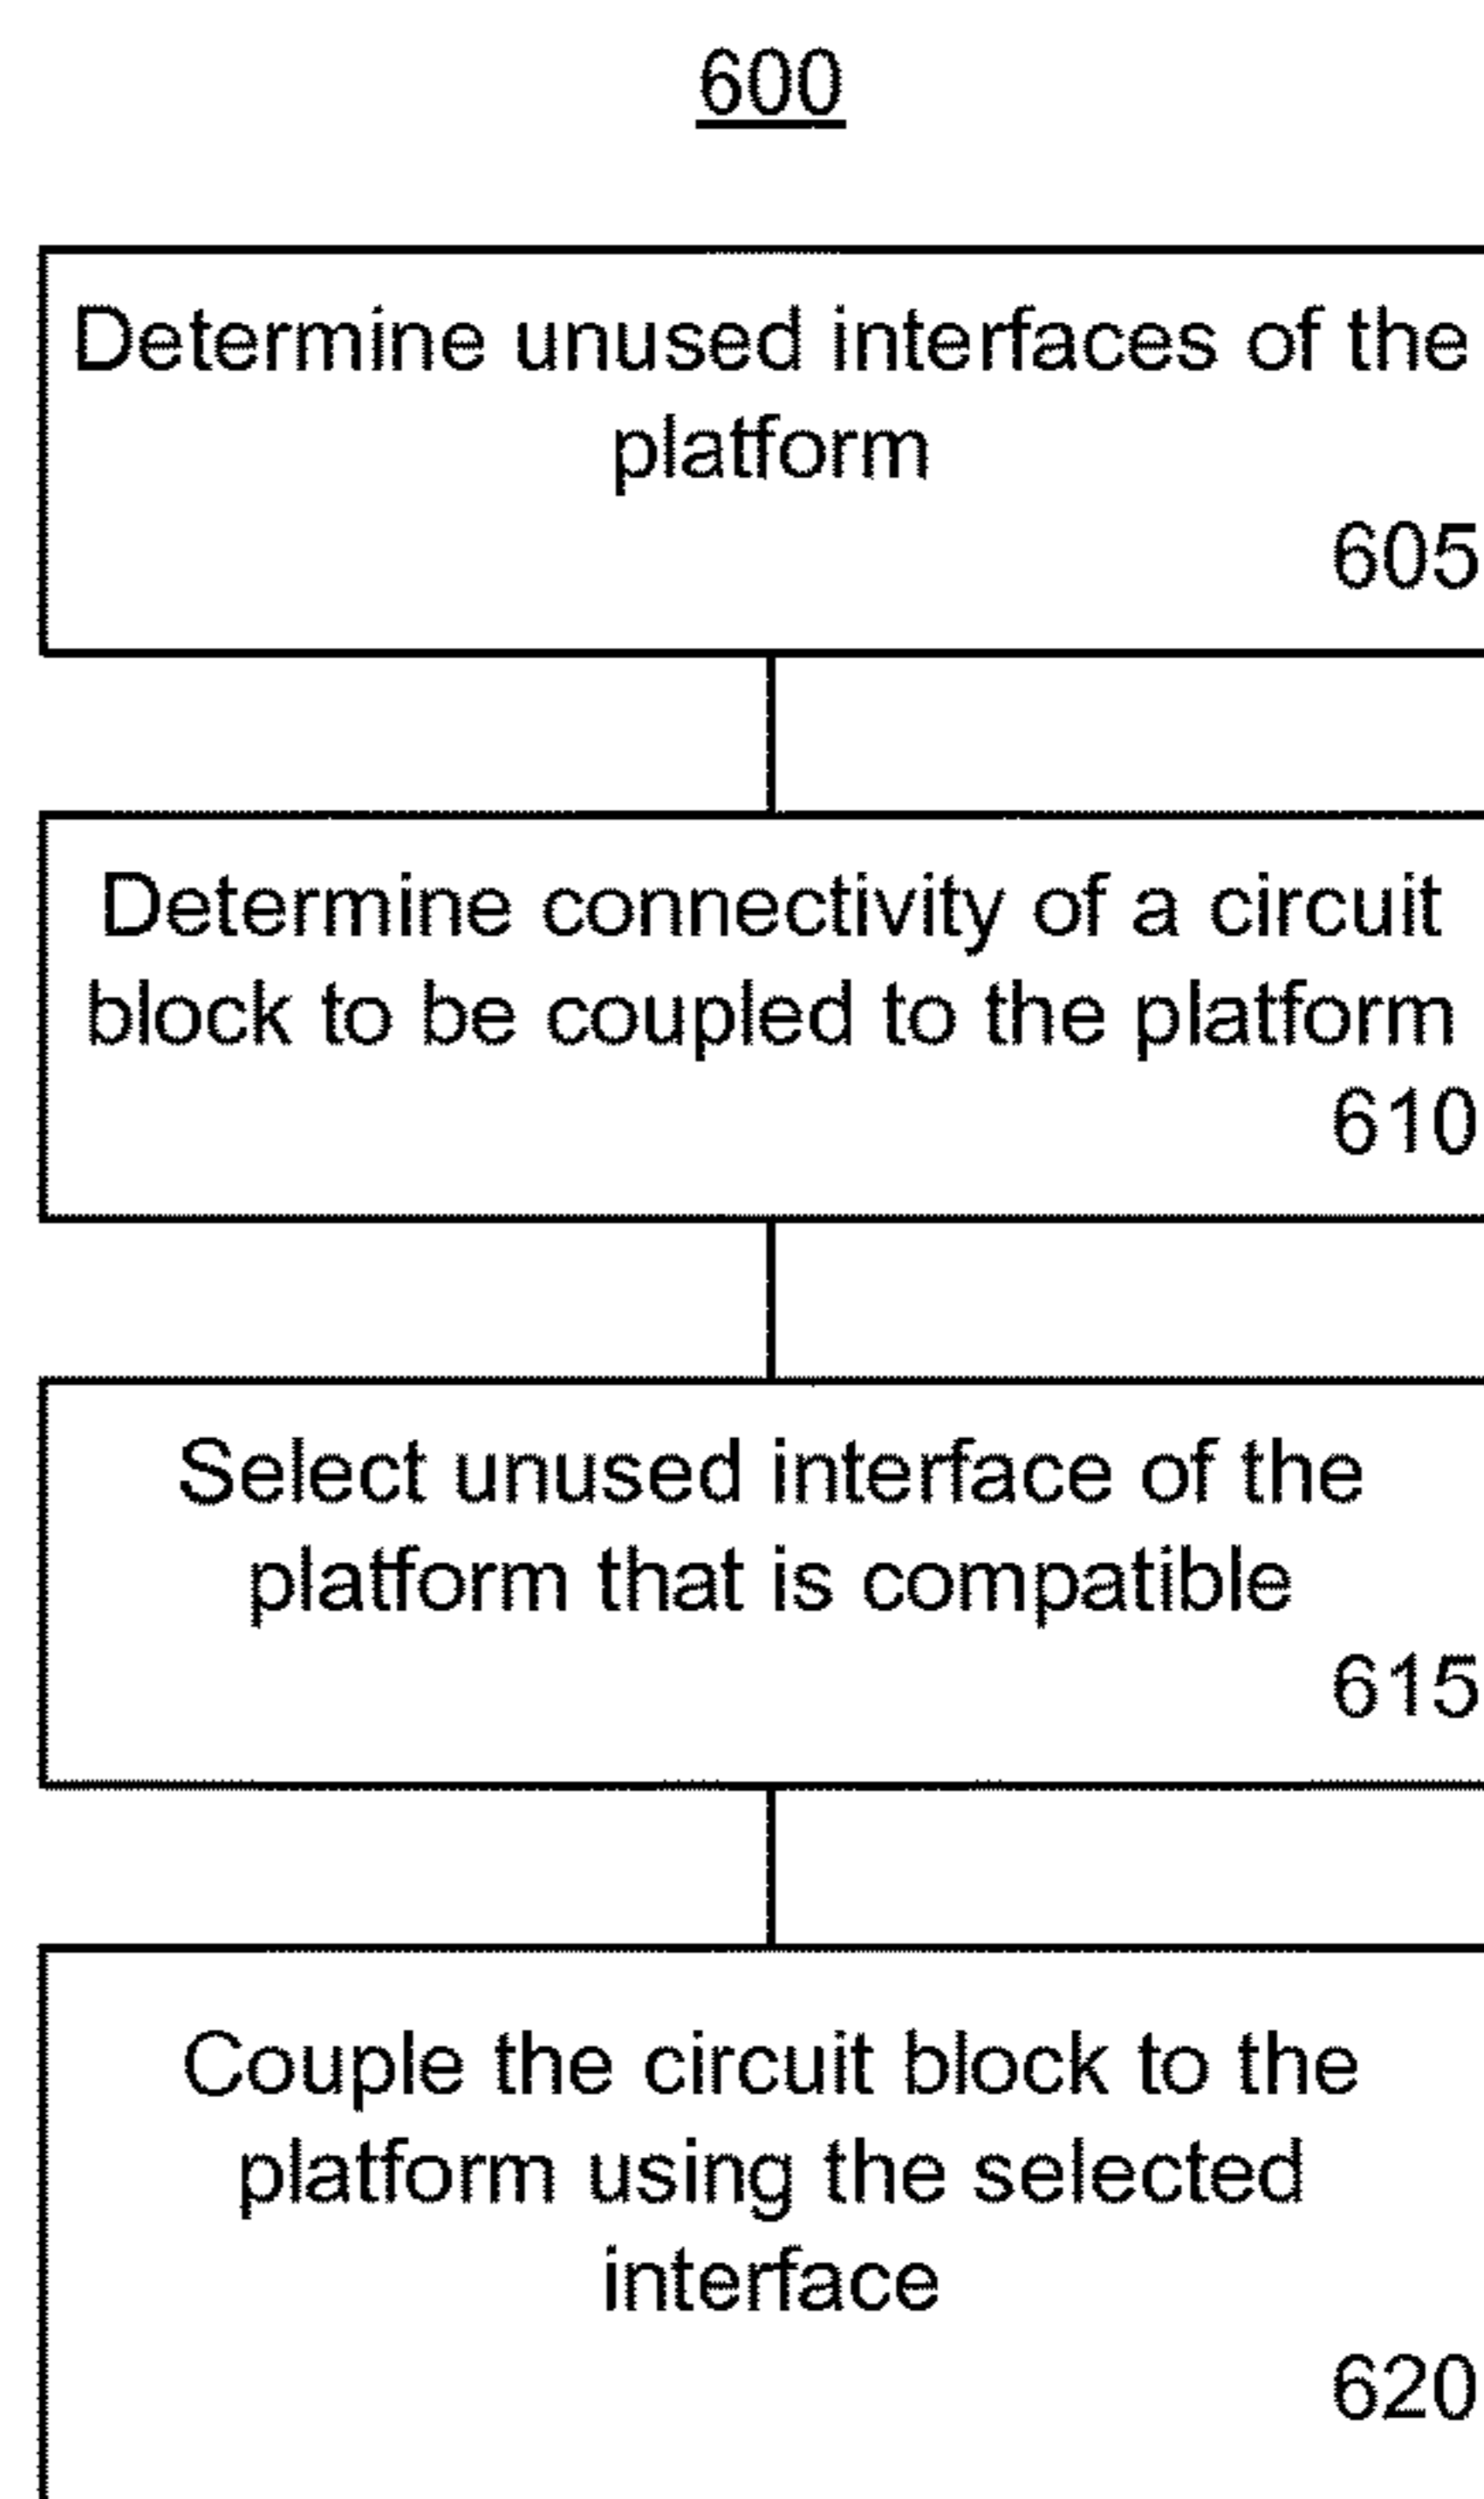 600
Determine unused interfaces of the
platform
605
Determine connectivity of a circuit
block to be coupled to the platform
610
Select unused interface of the
platform that is compatible
615
Couple the circuit block to the
platform using the selected
interface
620